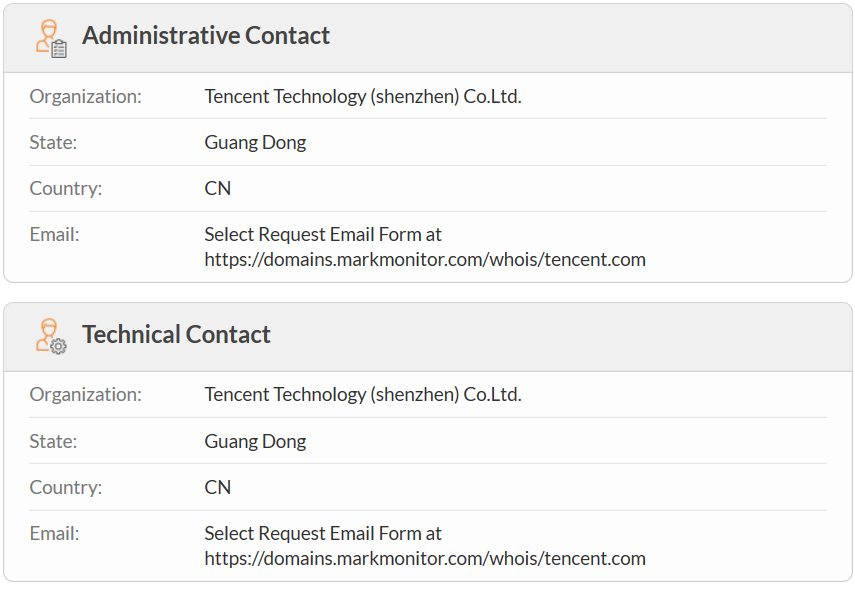 Administrative Contact
Organization: Tencent Technology (shenzhen) Co.Ltd.
State: Guang Dong
Country: CN
Email: Select Request Email Form at
https://domains.markmonitor.com/whois/tencent.com
Technical Contact
Organization: Tencent Technology (shenzhen) Co.Ltd.
State: Guang Dong
Country: CN
Email: Select Request Email Form at
https://domains.markmonitor.com/whois/tencent.com